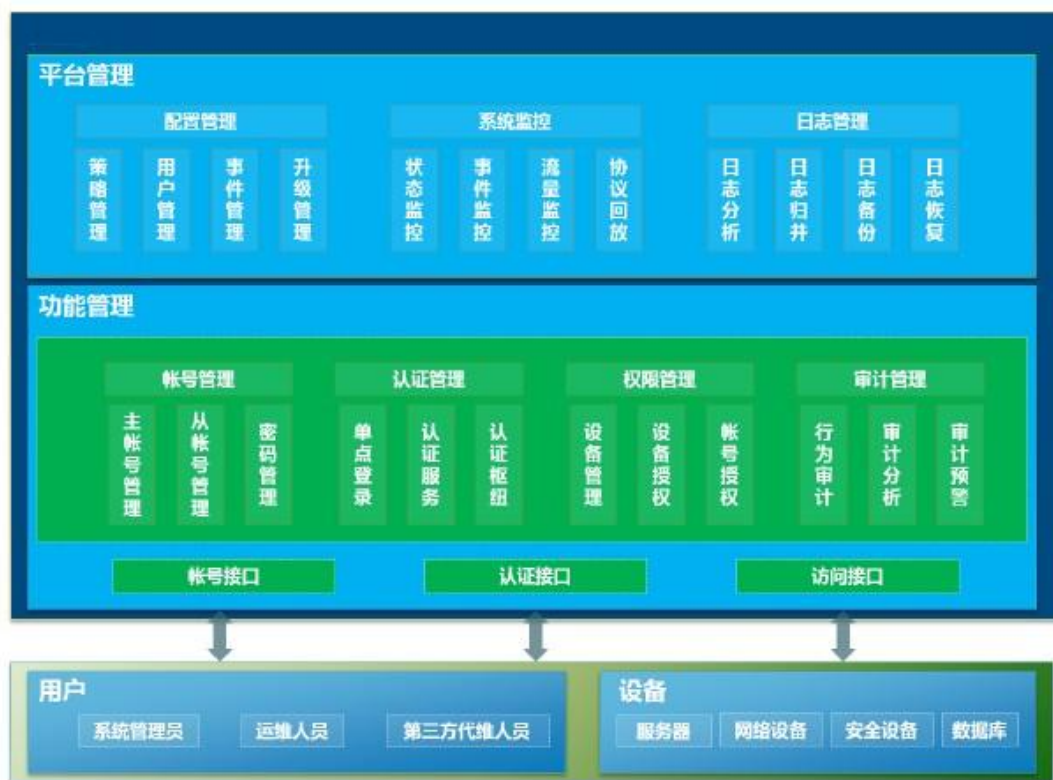 平台管理
配置管理
系统监控
日志管理
策略管理
用户管理
事件管理
升级管理
状态监控
事件监控
流量监控
协议回放
日志分析
日志归并
日志备份
日志恢复
功能管理
帐号管理
认证管理
权限管理
审计管理
主帐号管理
从帐号管理
密码管理
单点登录
认证服务
认证枢纽
设备管理
设备授权
帐号授权
行为审计
审计分析
审计预警
帐号接口
认证接口
访问接口
用户
系统管理员
运维人员
第三方代维人员
设备
服务器
网络设备
安全设备
数据库